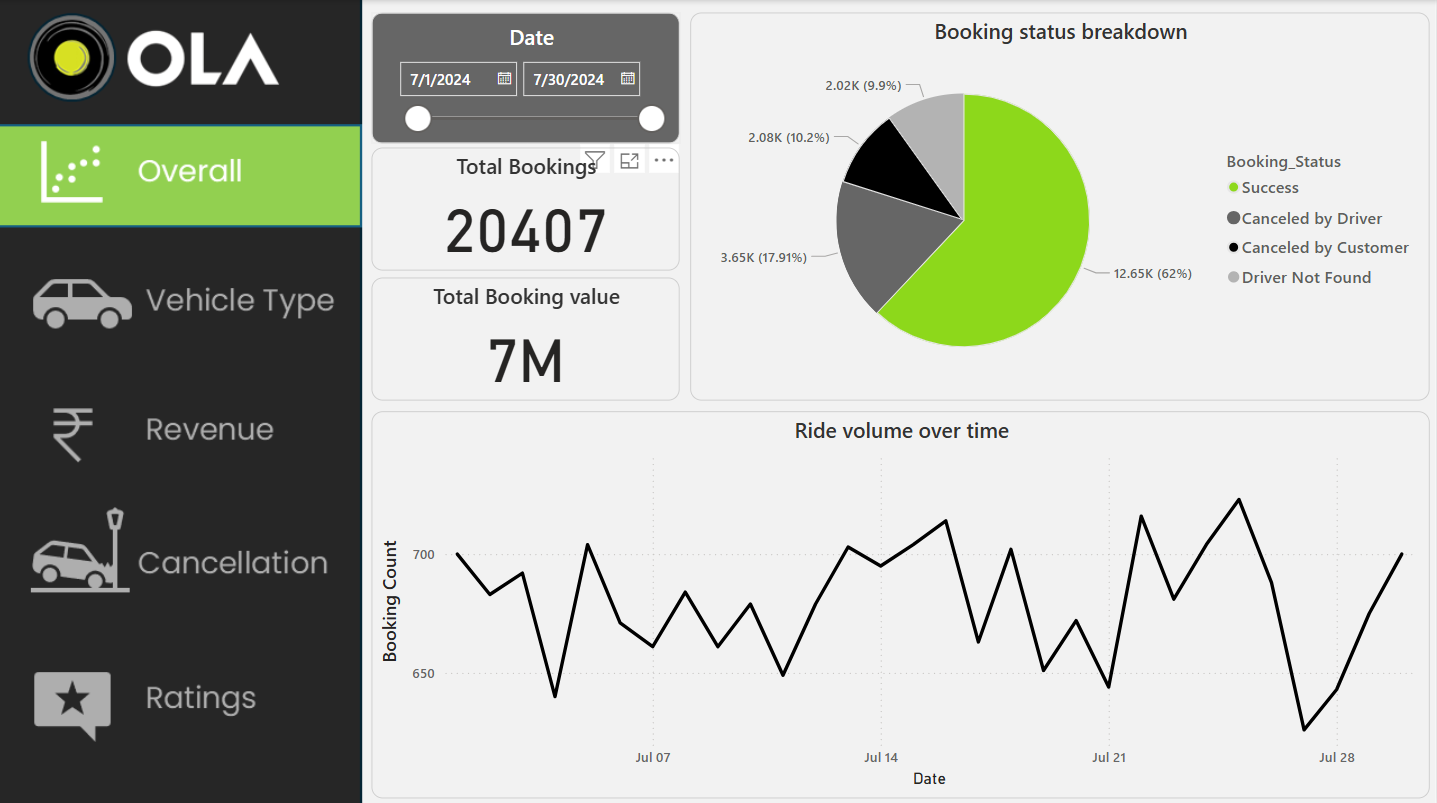 OLA
Overall
Vehicle Type
Revenue
Cancellation
Ratings
Date
7/1/2024
7/30/2024
Total Bookings
20407
Total Booking value
7M
Booking status breakdown
2.02K (9.9%)
2.08K (10.2%)
3.65K (17.91%)
12.65K (62%)
Booking_Status
Success
Canceled by Driver
Canceled by Customer
Driver Not Found
Ride volume over time
Booking Count
700
650
Jul 07
Jul 14
Jul 21
Jul 28
Date